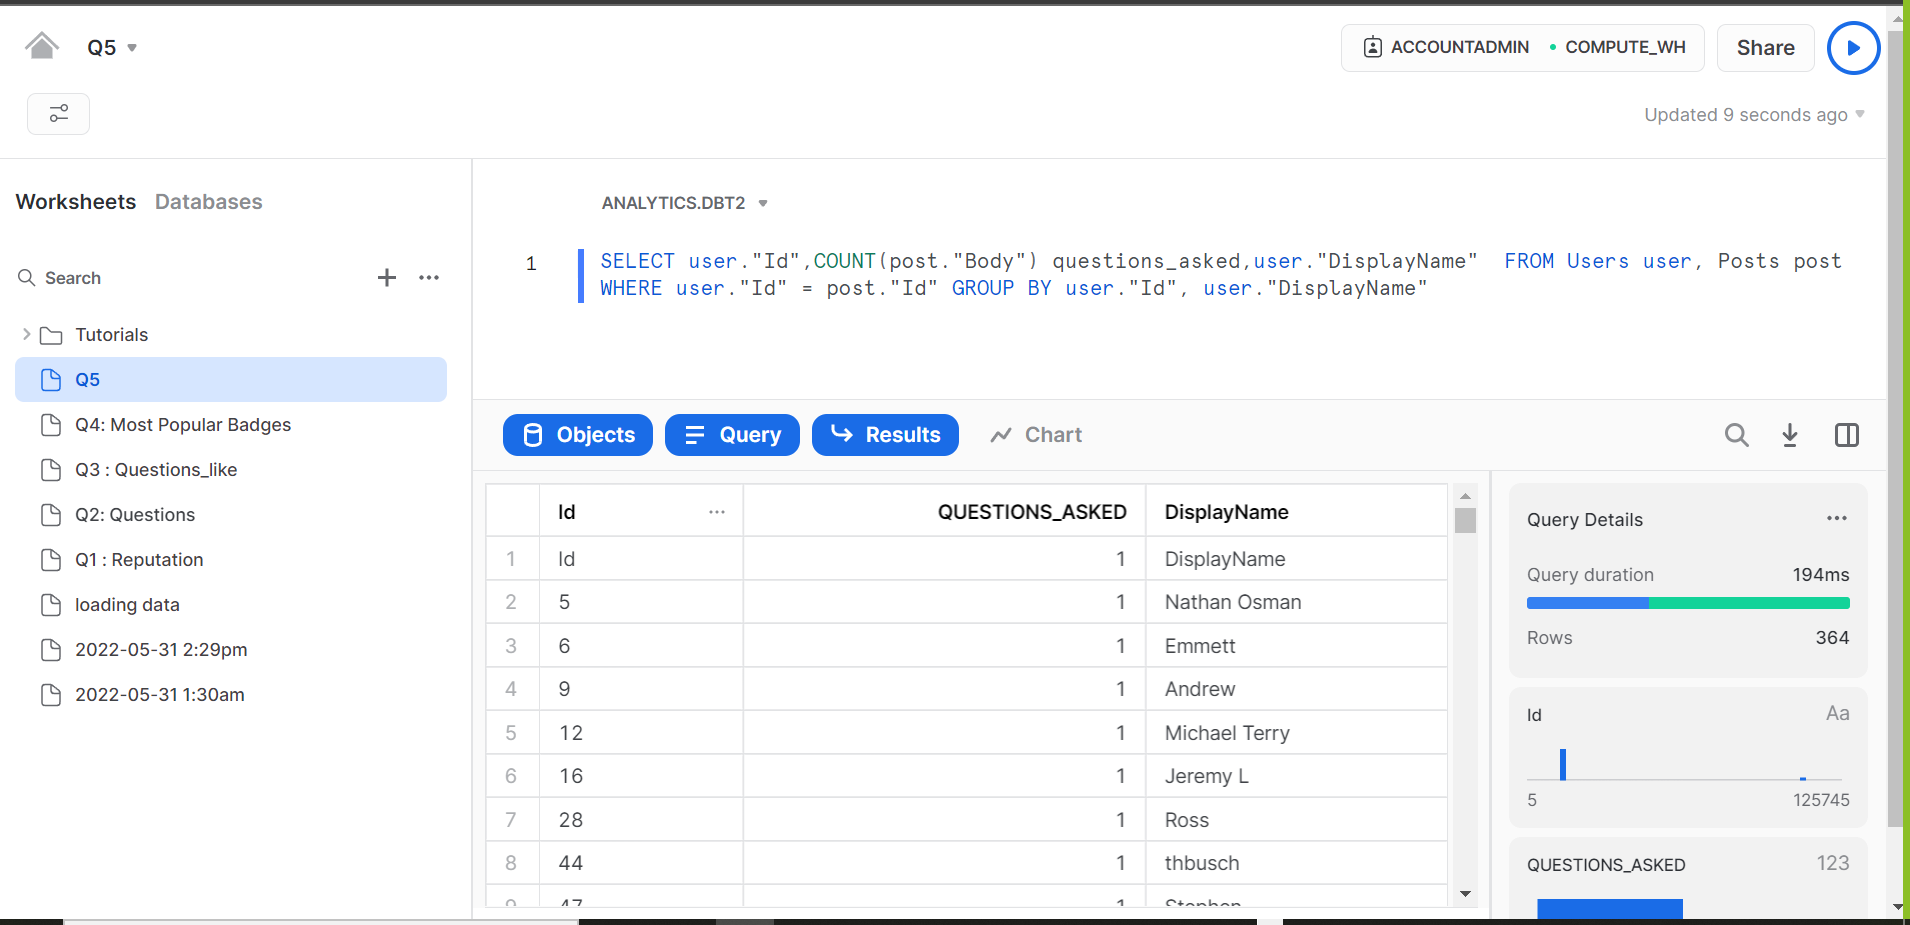 Q5
ACCOUNTADMIN COMPUTE_WH
Share
Updated 9 seconds ago
Worksheets Databases
Search
Tutorials
Q5
Q4: Most Popular Badges
Q3 : Questions_like
Q2: Questions
Q1 : Reputation
loading data
2022-05-31 2:29pm
2022-05-31 1:30am
ANALYTICS.DBT2
1 SELECT user."Id",COUNT(post."Body") questions_asked,user."DisplayName"  FROM Users user, Posts post
WHERE user."Id" = post."Id" GROUP BY user."Id", user."DisplayName"
Objects Query Results Chart
Id ... QUESTIONS_ASKED DisplayName
1 Id 1 DisplayName
2 5 1 Nathan Osman
3 6 1 Emmett
4 9 1 Andrew
5 12 1 Michael Terry
6 16 1 Jeremy L
7 28 1 Ross
8 44 1 thbusch
9 47 1 Stephen
Query Details ...
Query duration 194ms
Rows 364
Id Aa
5 125745
QUESTIONS_ASKED 123